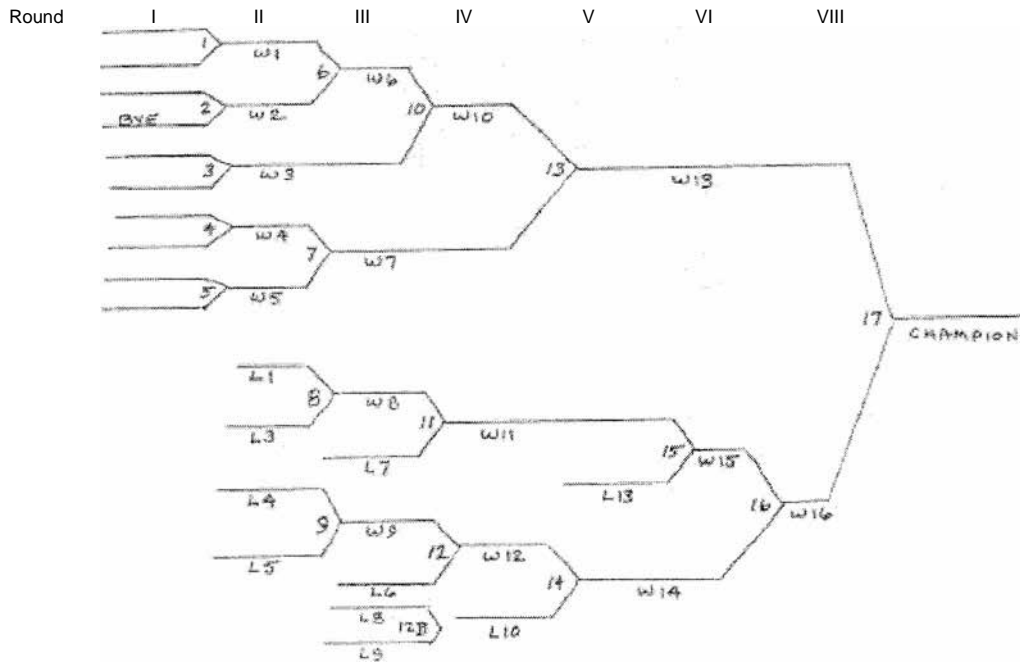 Round I II III IV V VI VIII
1
W1
6
W6
2
BYE
W2
10
W10
3
W3
13
W13
4
W4
7
W7
5
W5
17
CHAMPION
L1
8
W8
L3
11
W11
L7
15
W15
L13
L4
9
W9
L5
16
W16
12
W12
L6
14
W14
L8
12B
L10
L9